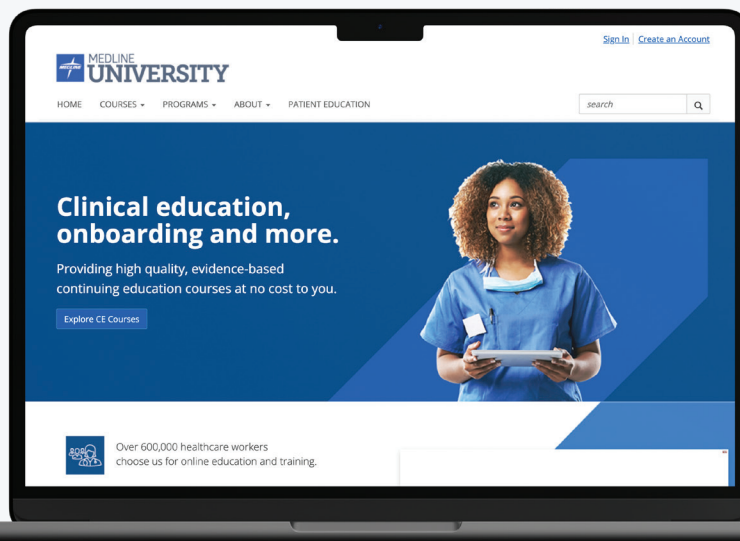 Sign In Create an Account
MEDLINE
MEDLINE
UNIVERSITY
HOME COURSES PROGRAMS ABOUT PATIENT EDUCATION
search
Clinical education,
onboarding and more.
Providing high quality, evidence-based
continuing education courses at no cost to you.
Explore CE Courses
Over 600,000 healthcare workers
choose us for online education and training.